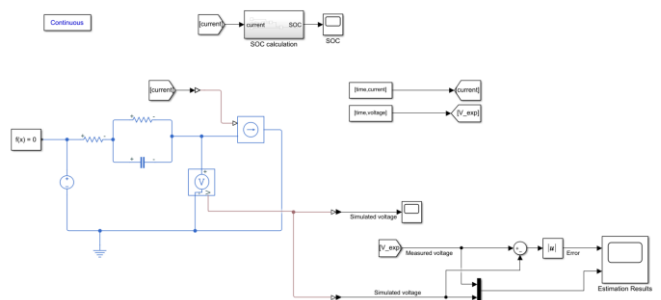 Continuous
[current]
current
SOC
SOC calculation
SOC
[current]
[time,current]
[current]
[time,voltage]
[V_exp]
f(x) = 0
V
Simulated voltage
[V_exp]
Measured voltage
|u|
Error
Simulated voltage
Estimation Results